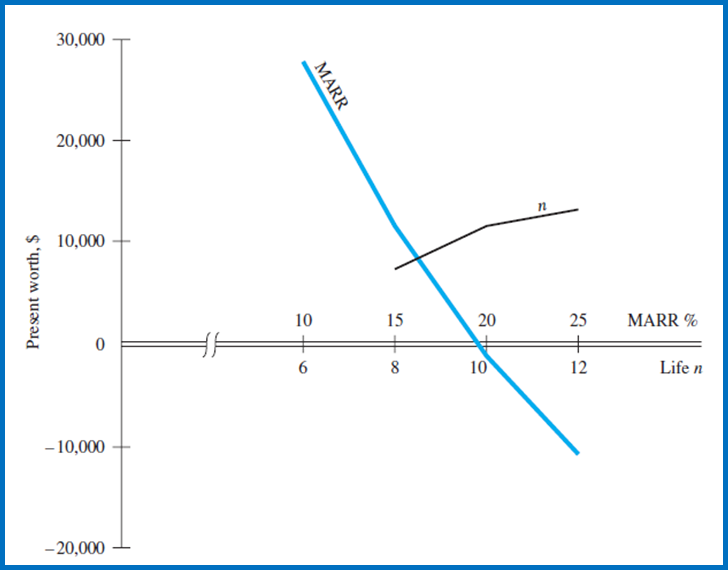 30,000
MARR
20,000
n
10,000
Present worth, $
10 15 20 25 MARR %
0
6 8 10 12 Life n
–10,000
–20,000